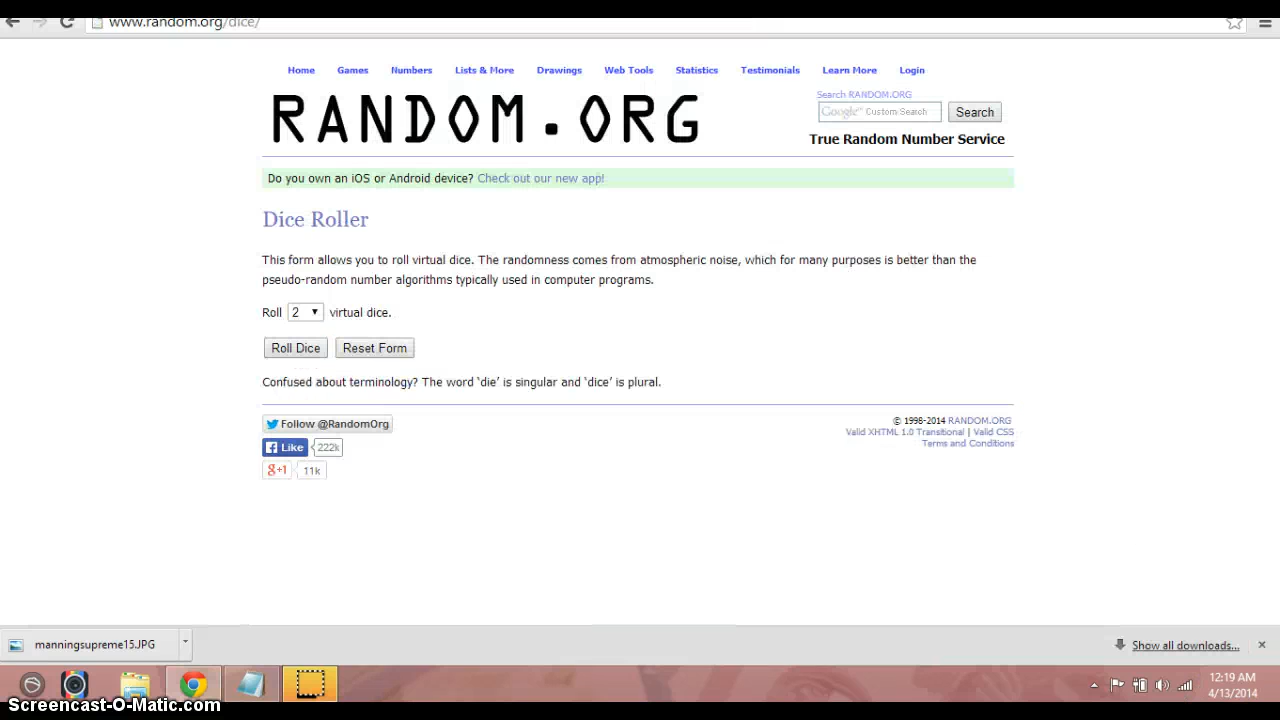 www.random.org/dice/
Home Games Numbers Lists & More Drawings Web Tools Statistics Testimonials Learn More Login
RANDOM.ORG
Search RANDOM.ORG
Google™ Custom Search Search
True Random Number Service
Do you own an iOS or Android device? Check out our new app!
Dice Roller
This form allows you to roll virtual dice. The randomness comes from atmospheric noise, which for many purposes is better than the
pseudo-random number algorithms typically used in computer programs.
Roll 2 virtual dice.
Roll Dice Reset Form
Confused about terminology? The word ‘die’ is singular and ‘dice’ is plural.
Follow @RandomOrg
Like 222k
g+1 11k
© 1998-2014 RANDOM.ORG
Valid XHTML 1.0 Transitional | Valid CSS
Terms and Conditions
manningsupreme15.JPG
Show all downloads...
12:19 AM
4/13/2014
Screencast-O-Matic.com